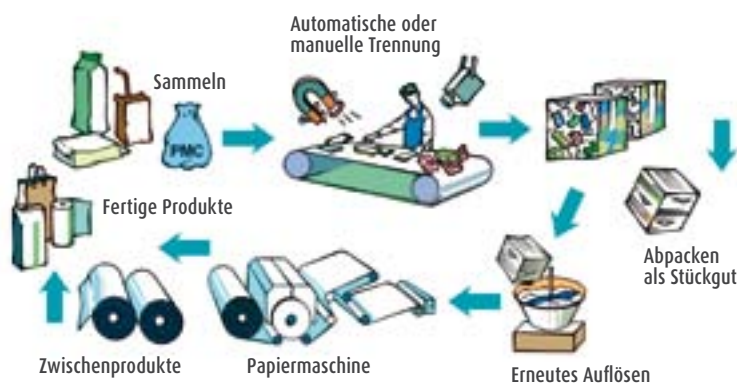 Automatische oder
manuelle Trennung
Sammeln
PMC
Fertige Produkte
Abpacken
als Stückgut
Zwischenprodukte
Papiermaschine
Erneutes Auflösen